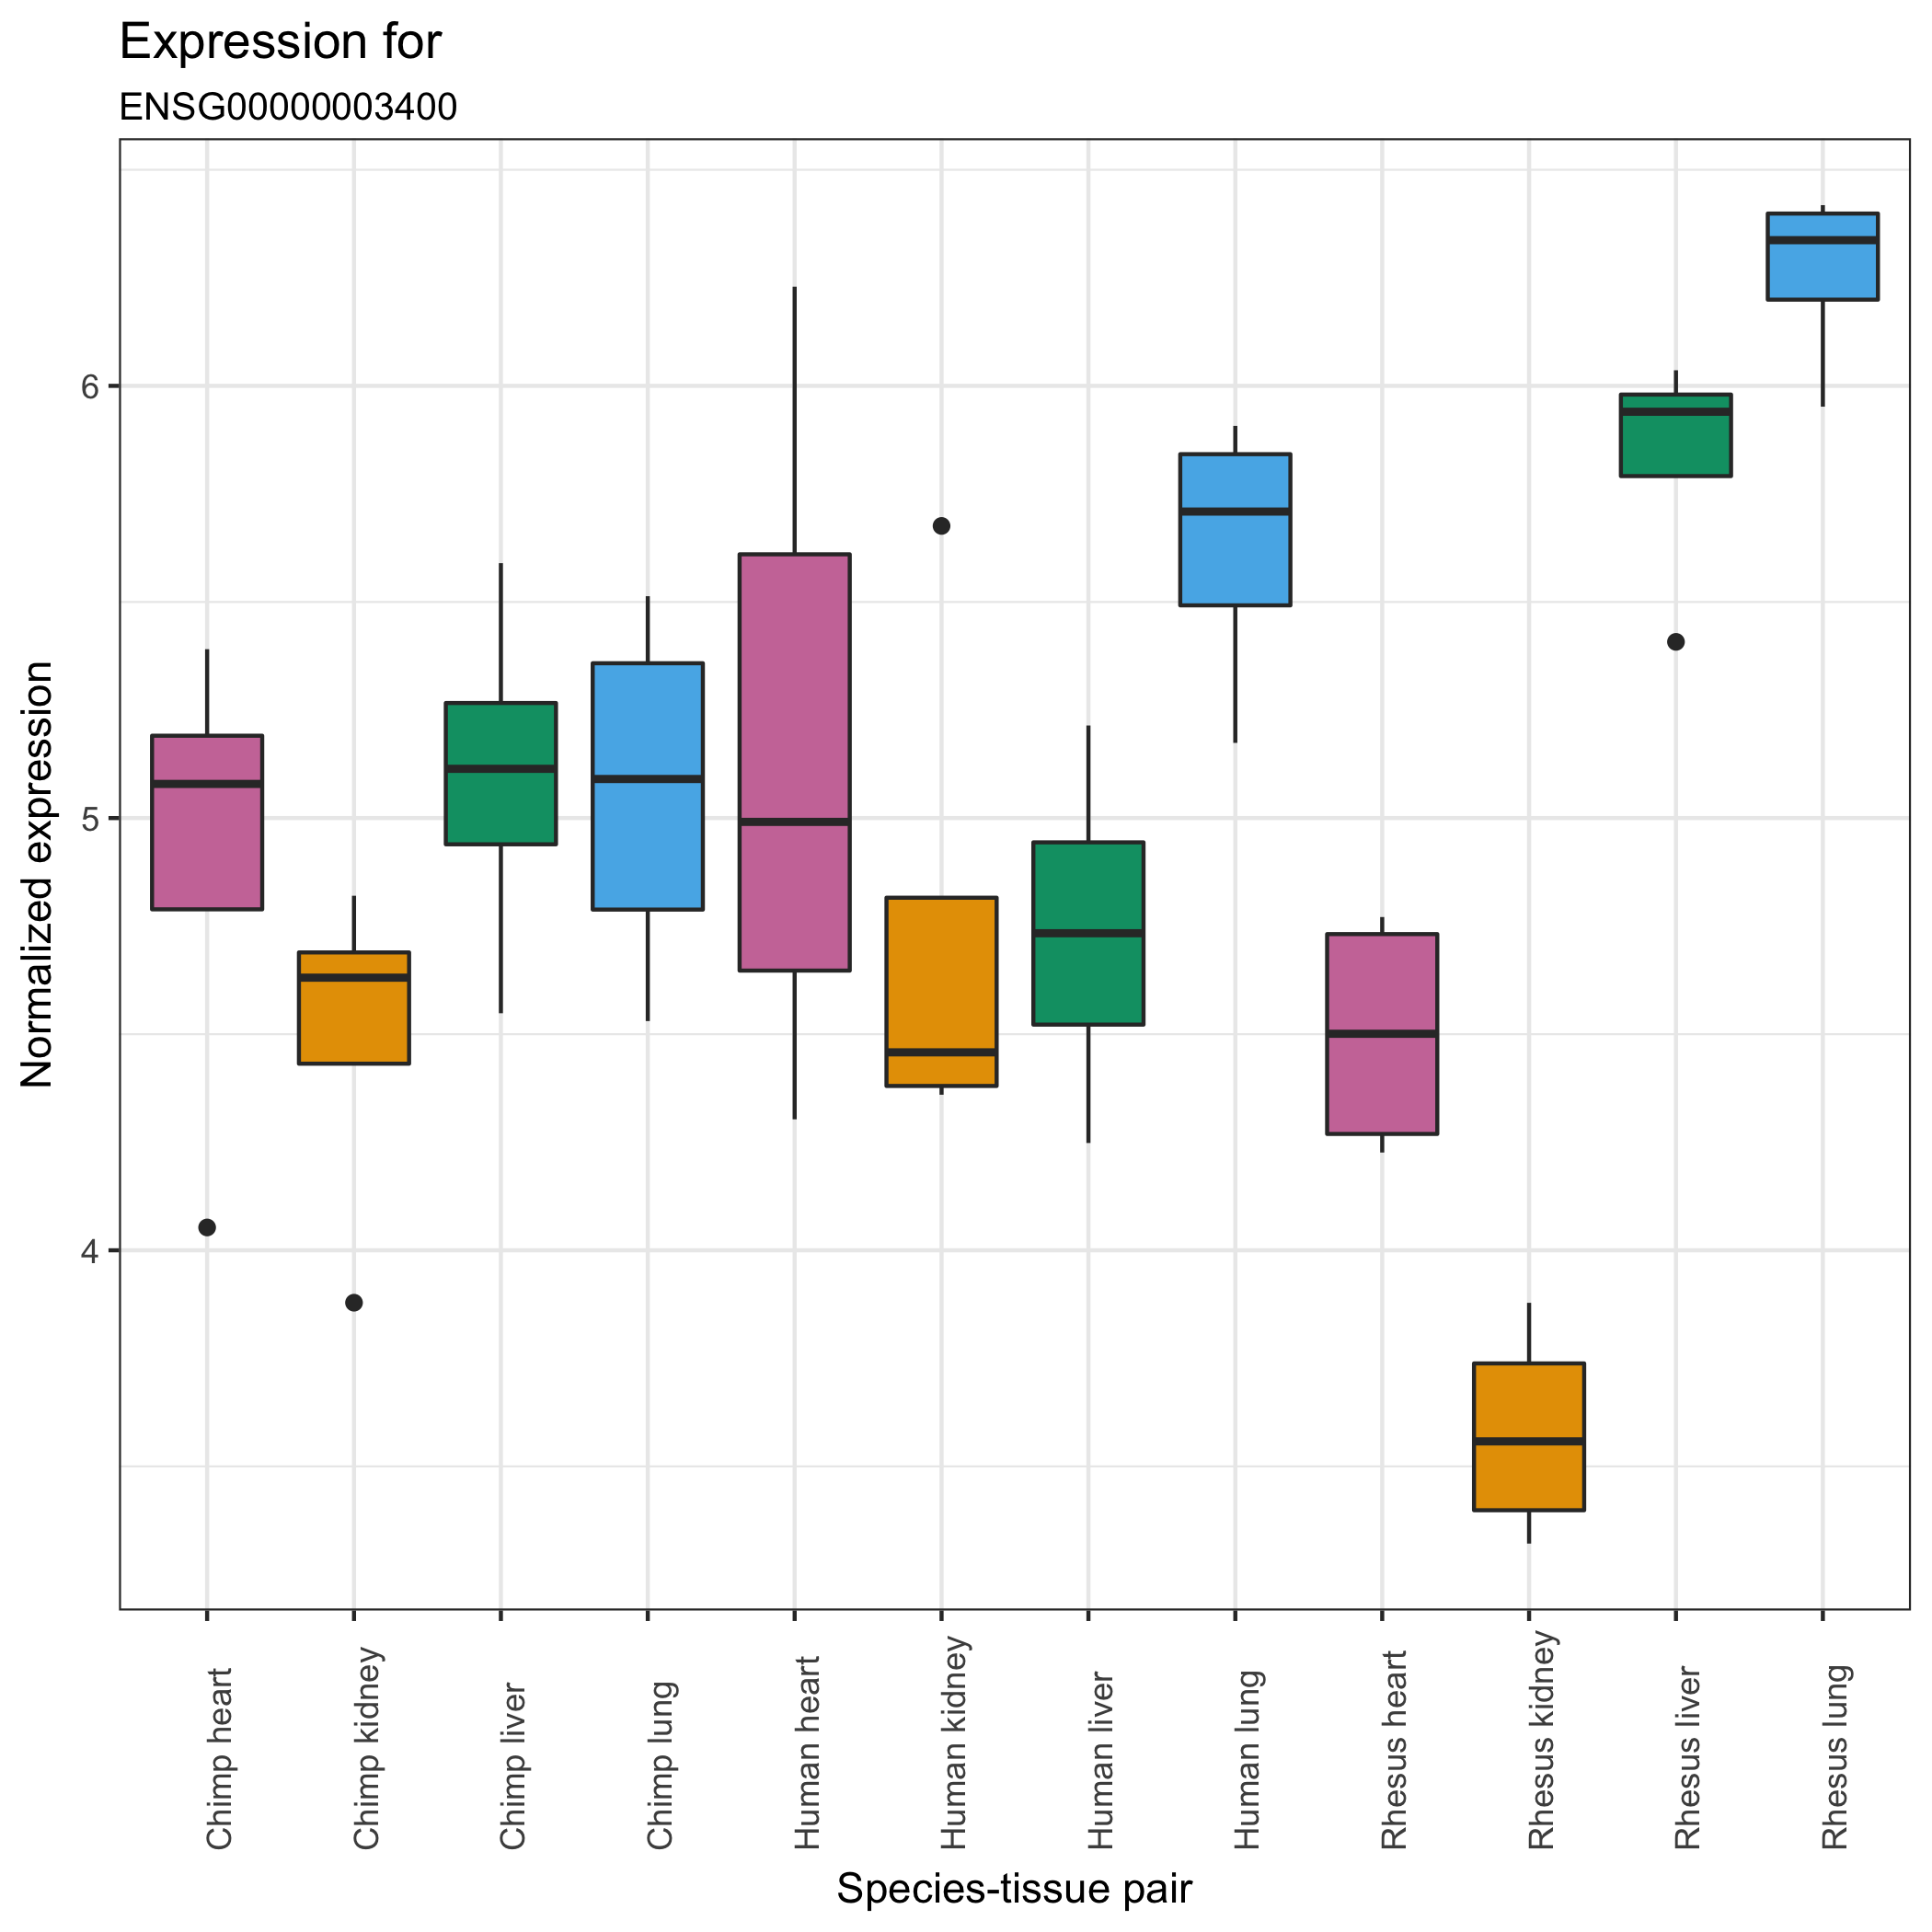 Expression for
ENSG00000003400
Normalized expression
6
5
4
Chimp heart
Chimp kidney
Chimp liver
Chimp lung
Human heart
Human kidney
Human liver
Human lung
Rhesus heart
Rhesus kidney
Rhesus liver
Rhesus lung
Species-tissue pair